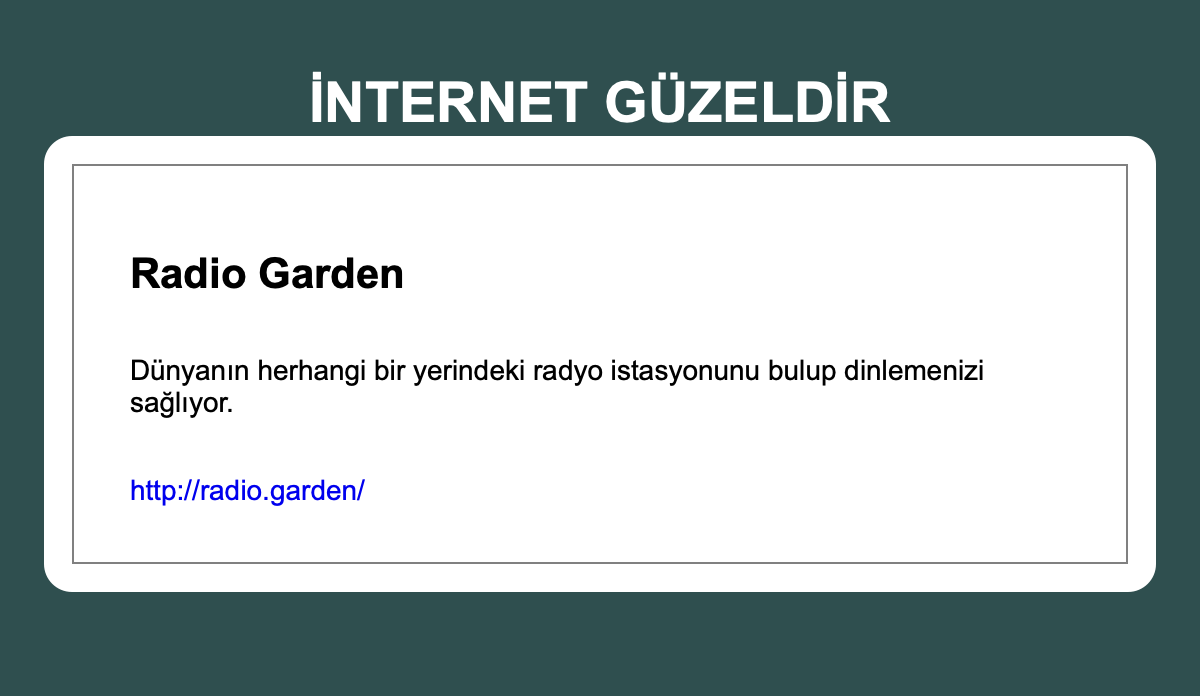 İNTERNET GÜZELDİR
Radio Garden
Dünyanın herhangi bir yerindeki radyo istasyonunu bulup dinlemenizi
sağlıyor.
http://radio.garden/